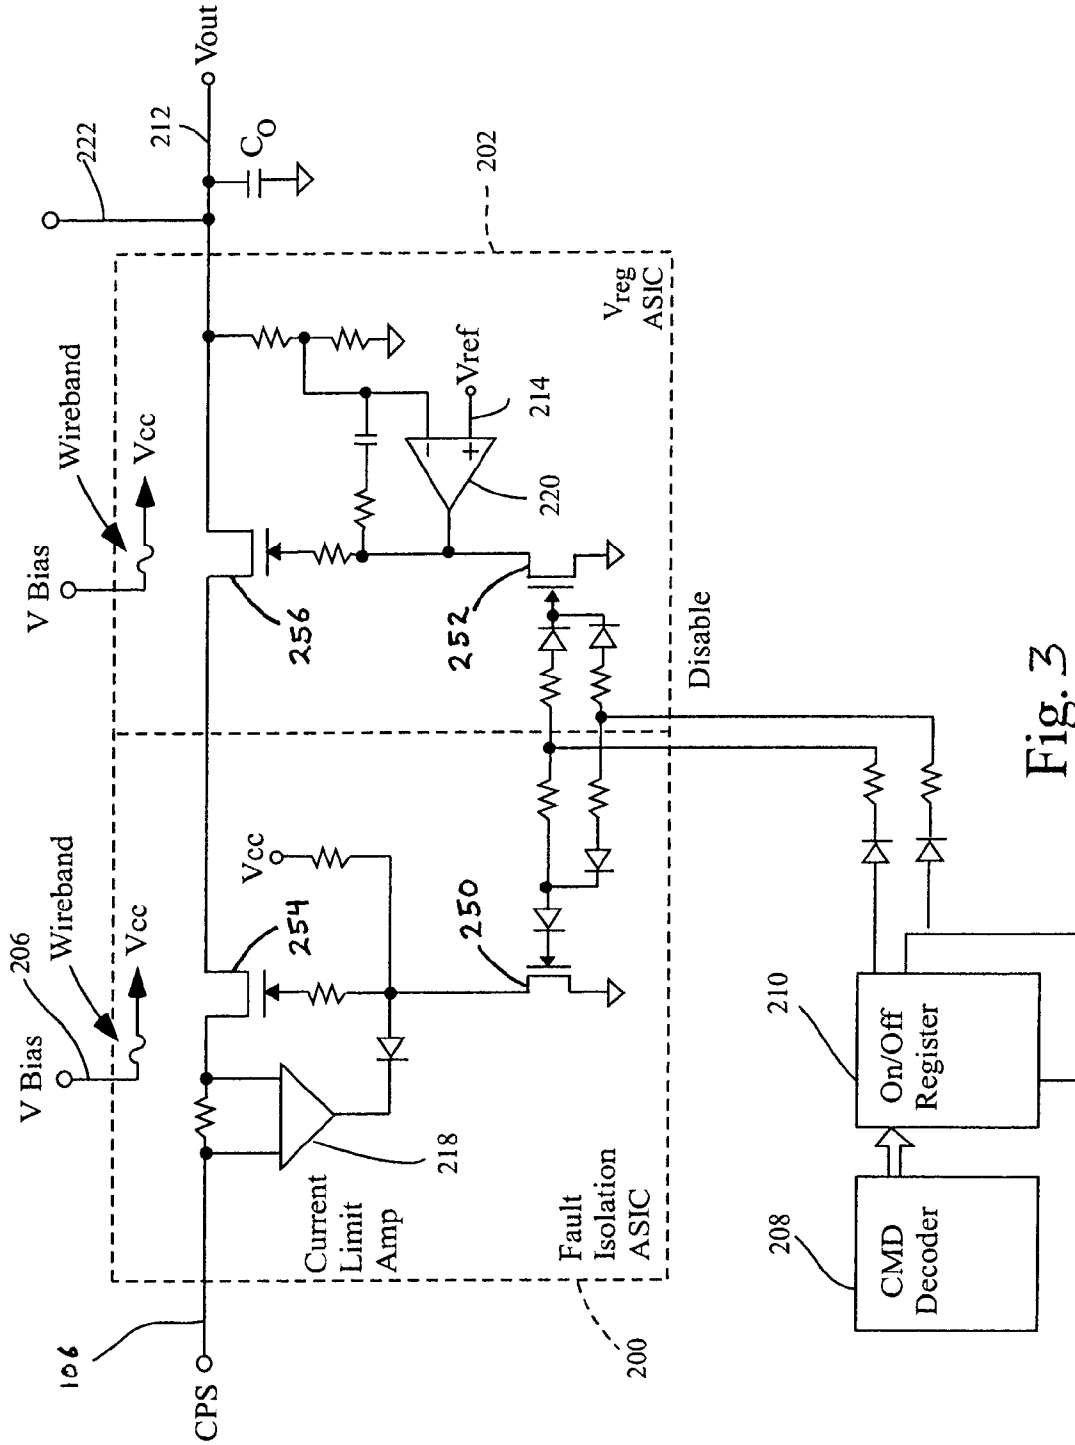 V Bias
206
Wireband
Vcc
V Bias
Wireband
Vcc
222
212
Vout
CPS
106
254
256
CO
Vcc
218
Current
Limit
Amp
Vref
214
220
250
252
Fault
Isolation
ASIC
Vreg
ASIC
200
202
Disable
208
CMD
Decoder
210
On/Off
Register
Fig. 3